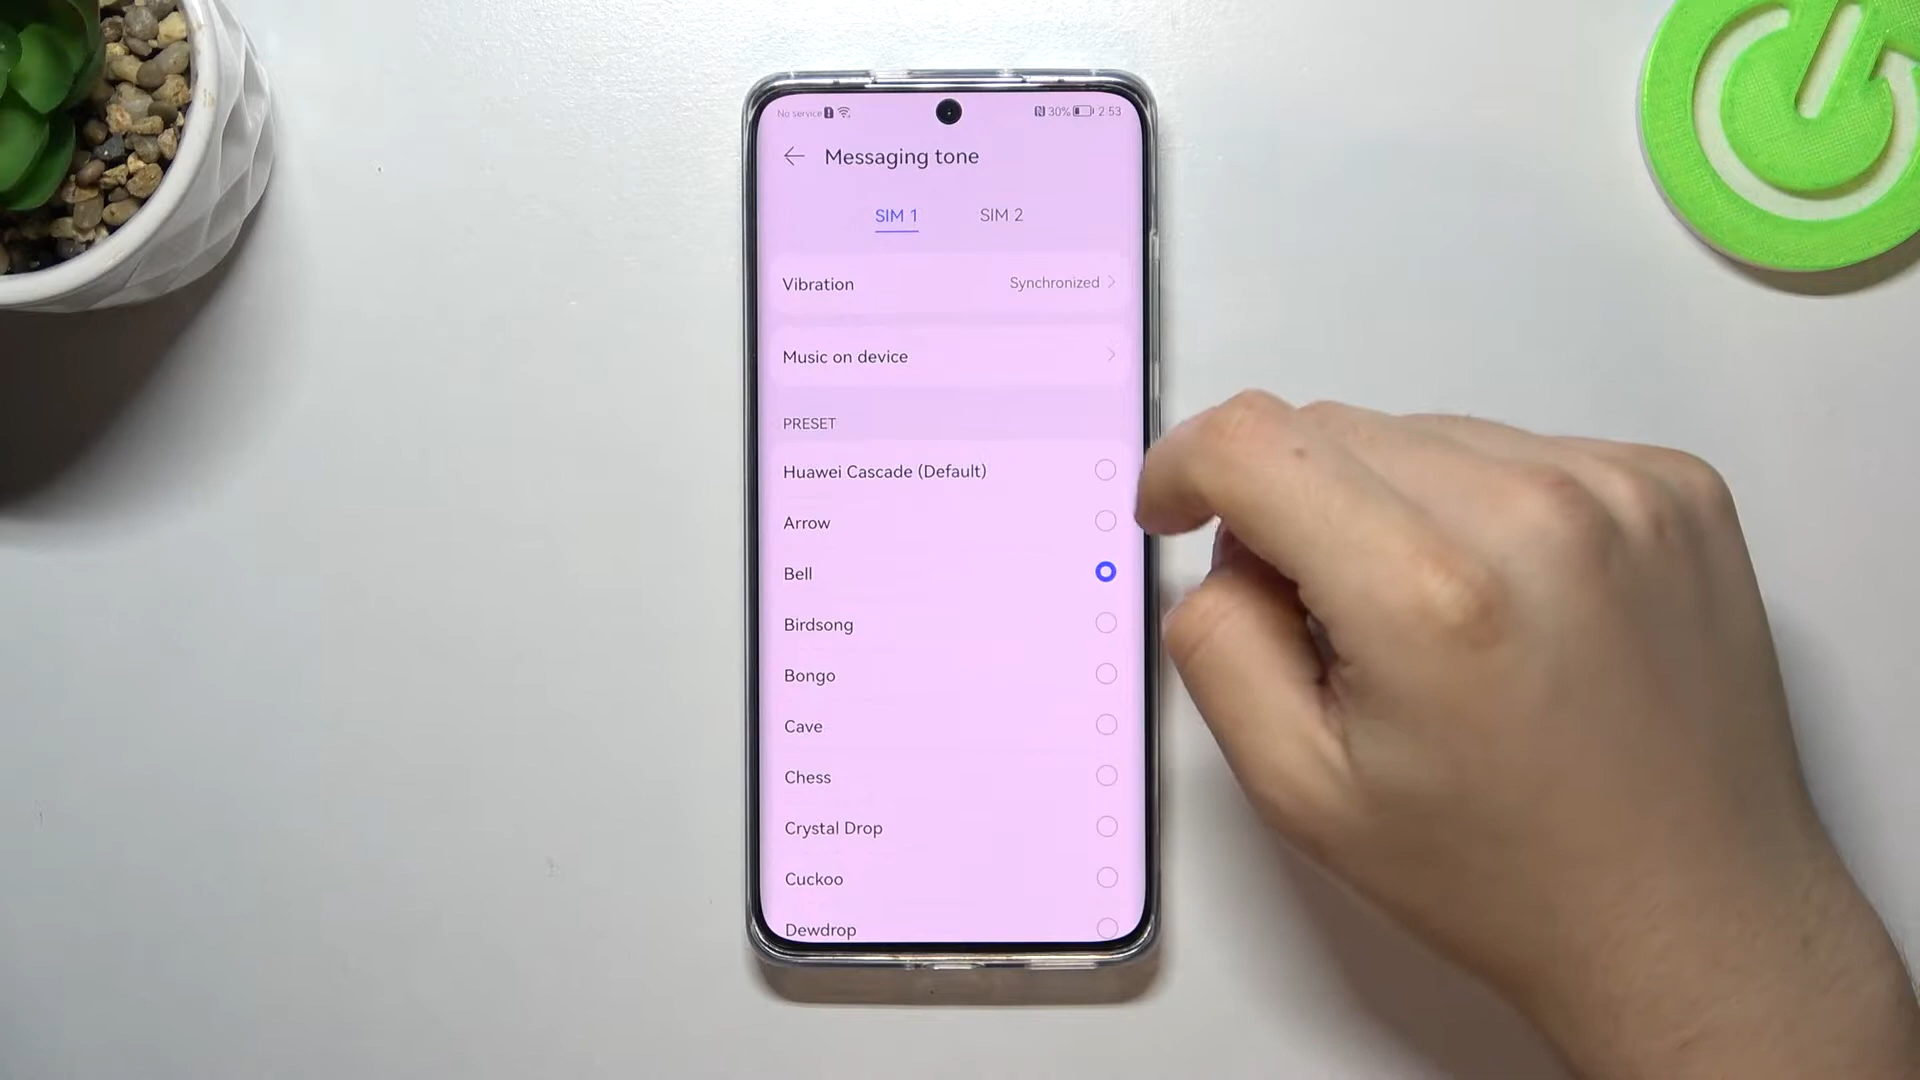 No service 30% 2:53
Messaging tone
SIM 1 SIM 2
Vibration Synchronized
Music on device
PRESET
Huawei Cascade (Default)
Arrow
Bell
Birdsong
Bongo
Cave
Chess
Crystal Drop
Cuckoo
Dewdrop